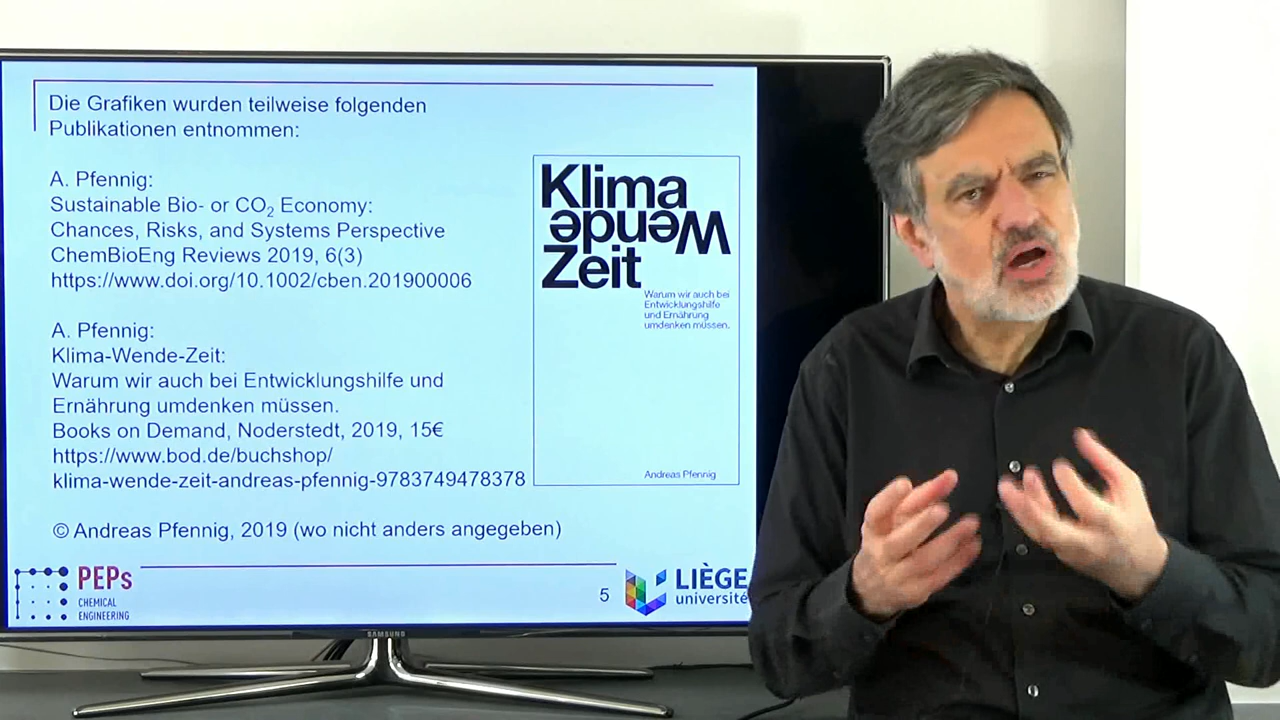 Die Grafiken wurden teilweise folgenden
Publikationen entnommen:
A. Pfennig:
Sustainable Bio- or CO₂ Economy:
Chances, Risks, and Systems Perspective
ChemBioEng Reviews 2019, 6(3)
https://www.doi.org/10.1002/cben.201900006
A. Pfennig:
Klima-Wende-Zeit:
Warum wir auch bei Entwicklungshilfe und
Ernährung umdenken müssen.
Books on Demand, Noderstedt, 2019, 15€
https://www.bod.de/buchshop/
klima-wende-zeit-andreas-pfennig-9783749478378
© Andreas Pfennig, 2019 (wo nicht anders angegeben)
Klima
Wende
Zeit
Warum wir auch bei
Entwicklungshilfe
und Ernährung
umdenken müssen.
Andreas Pfennig
PEPs
CHEMICAL
ENGINEERING
5
LIÈGE
université
SAMSUNG